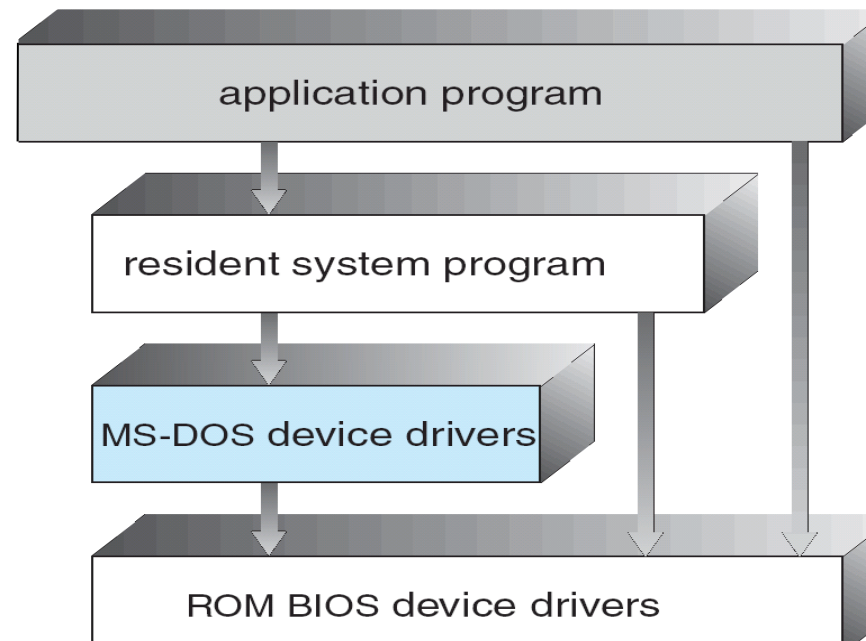 application program
resident system program
MS-DOS device drivers
ROM BIOS device drivers